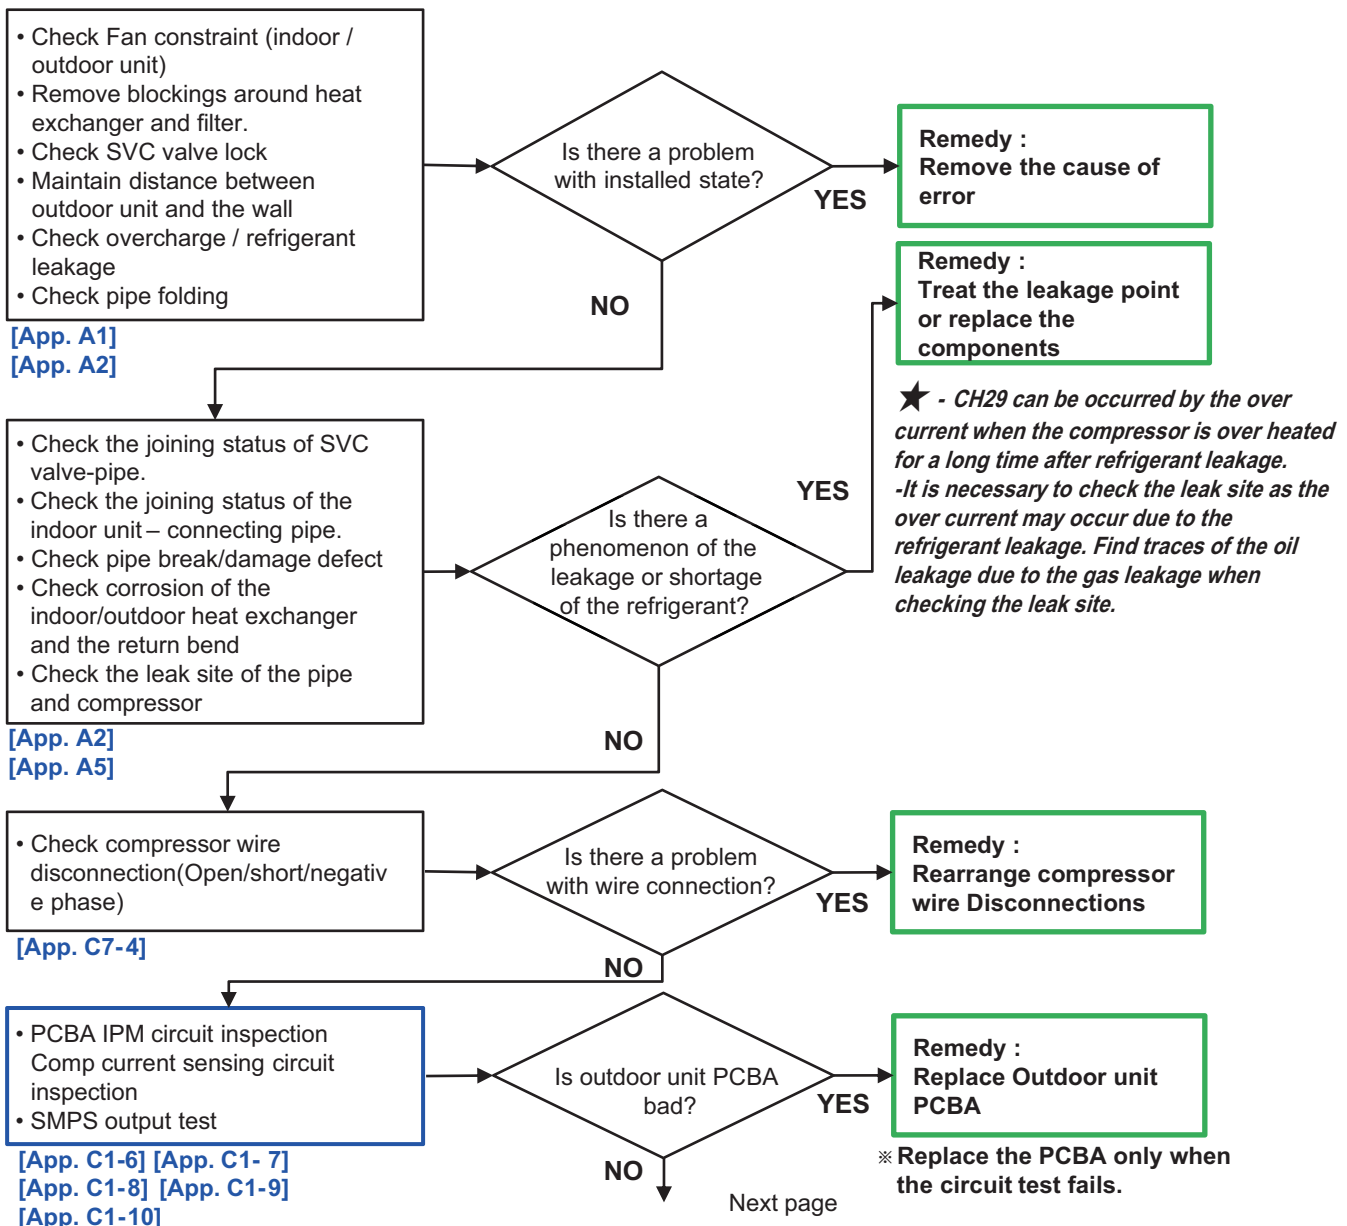 • Check Fan constraint (indoor /
outdoor unit)
• Remove blockings around heat
exchanger and filter.
• Check SVC valve lock
• Maintain distance between
outdoor unit and the wall
• Check overcharge / refrigerant
leakage
• Check pipe folding
[App. A1]
[App. A2]
Is there a problem
with installed state?
YES
NO
Remedy :
Remove the cause of
error
Remedy :
Treat the leakage point
or replace the
components
★ - CH29 can be occurred by the over
current when the compressor is over heated
for a long time after refrigerant leakage.
-It is necessary to check the leak site as the
over current may occur due to the
refrigerant leakage. Find traces of the oil
leakage due to the gas leakage when
checking the leak site.
• Check the joining status of SVC
valve-pipe.
• Check the joining status of the
indoor unit – connecting pipe.
• Check pipe break/damage defect
• Check corrosion of the
indoor/outdoor heat exchanger
and the return bend
• Check the leak site of the pipe
and compressor
[App. A2]
[App. A5]
Is there a
phenomenon of the
leakage or shortage
of the refrigerant?
YES
NO
• Check compressor wire
disconnection(Open/short/negativ
e phase)
[App. C7-4]
Is there a problem
with wire connection?
YES
NO
Remedy :
Rearrange compressor
wire Disconnections
• PCBA IPM circuit inspection
Comp current sensing circuit
inspection
• SMPS output test
[App. C1-6] [App. C1- 7]
[App. C1-8] [App. C1-9]
[App. C1-10]
Is outdoor unit PCBA
bad?
YES
NO
Remedy :
Replace Outdoor unit
PCBA
※ Replace the PCBA only when
the circuit test fails.
Next page